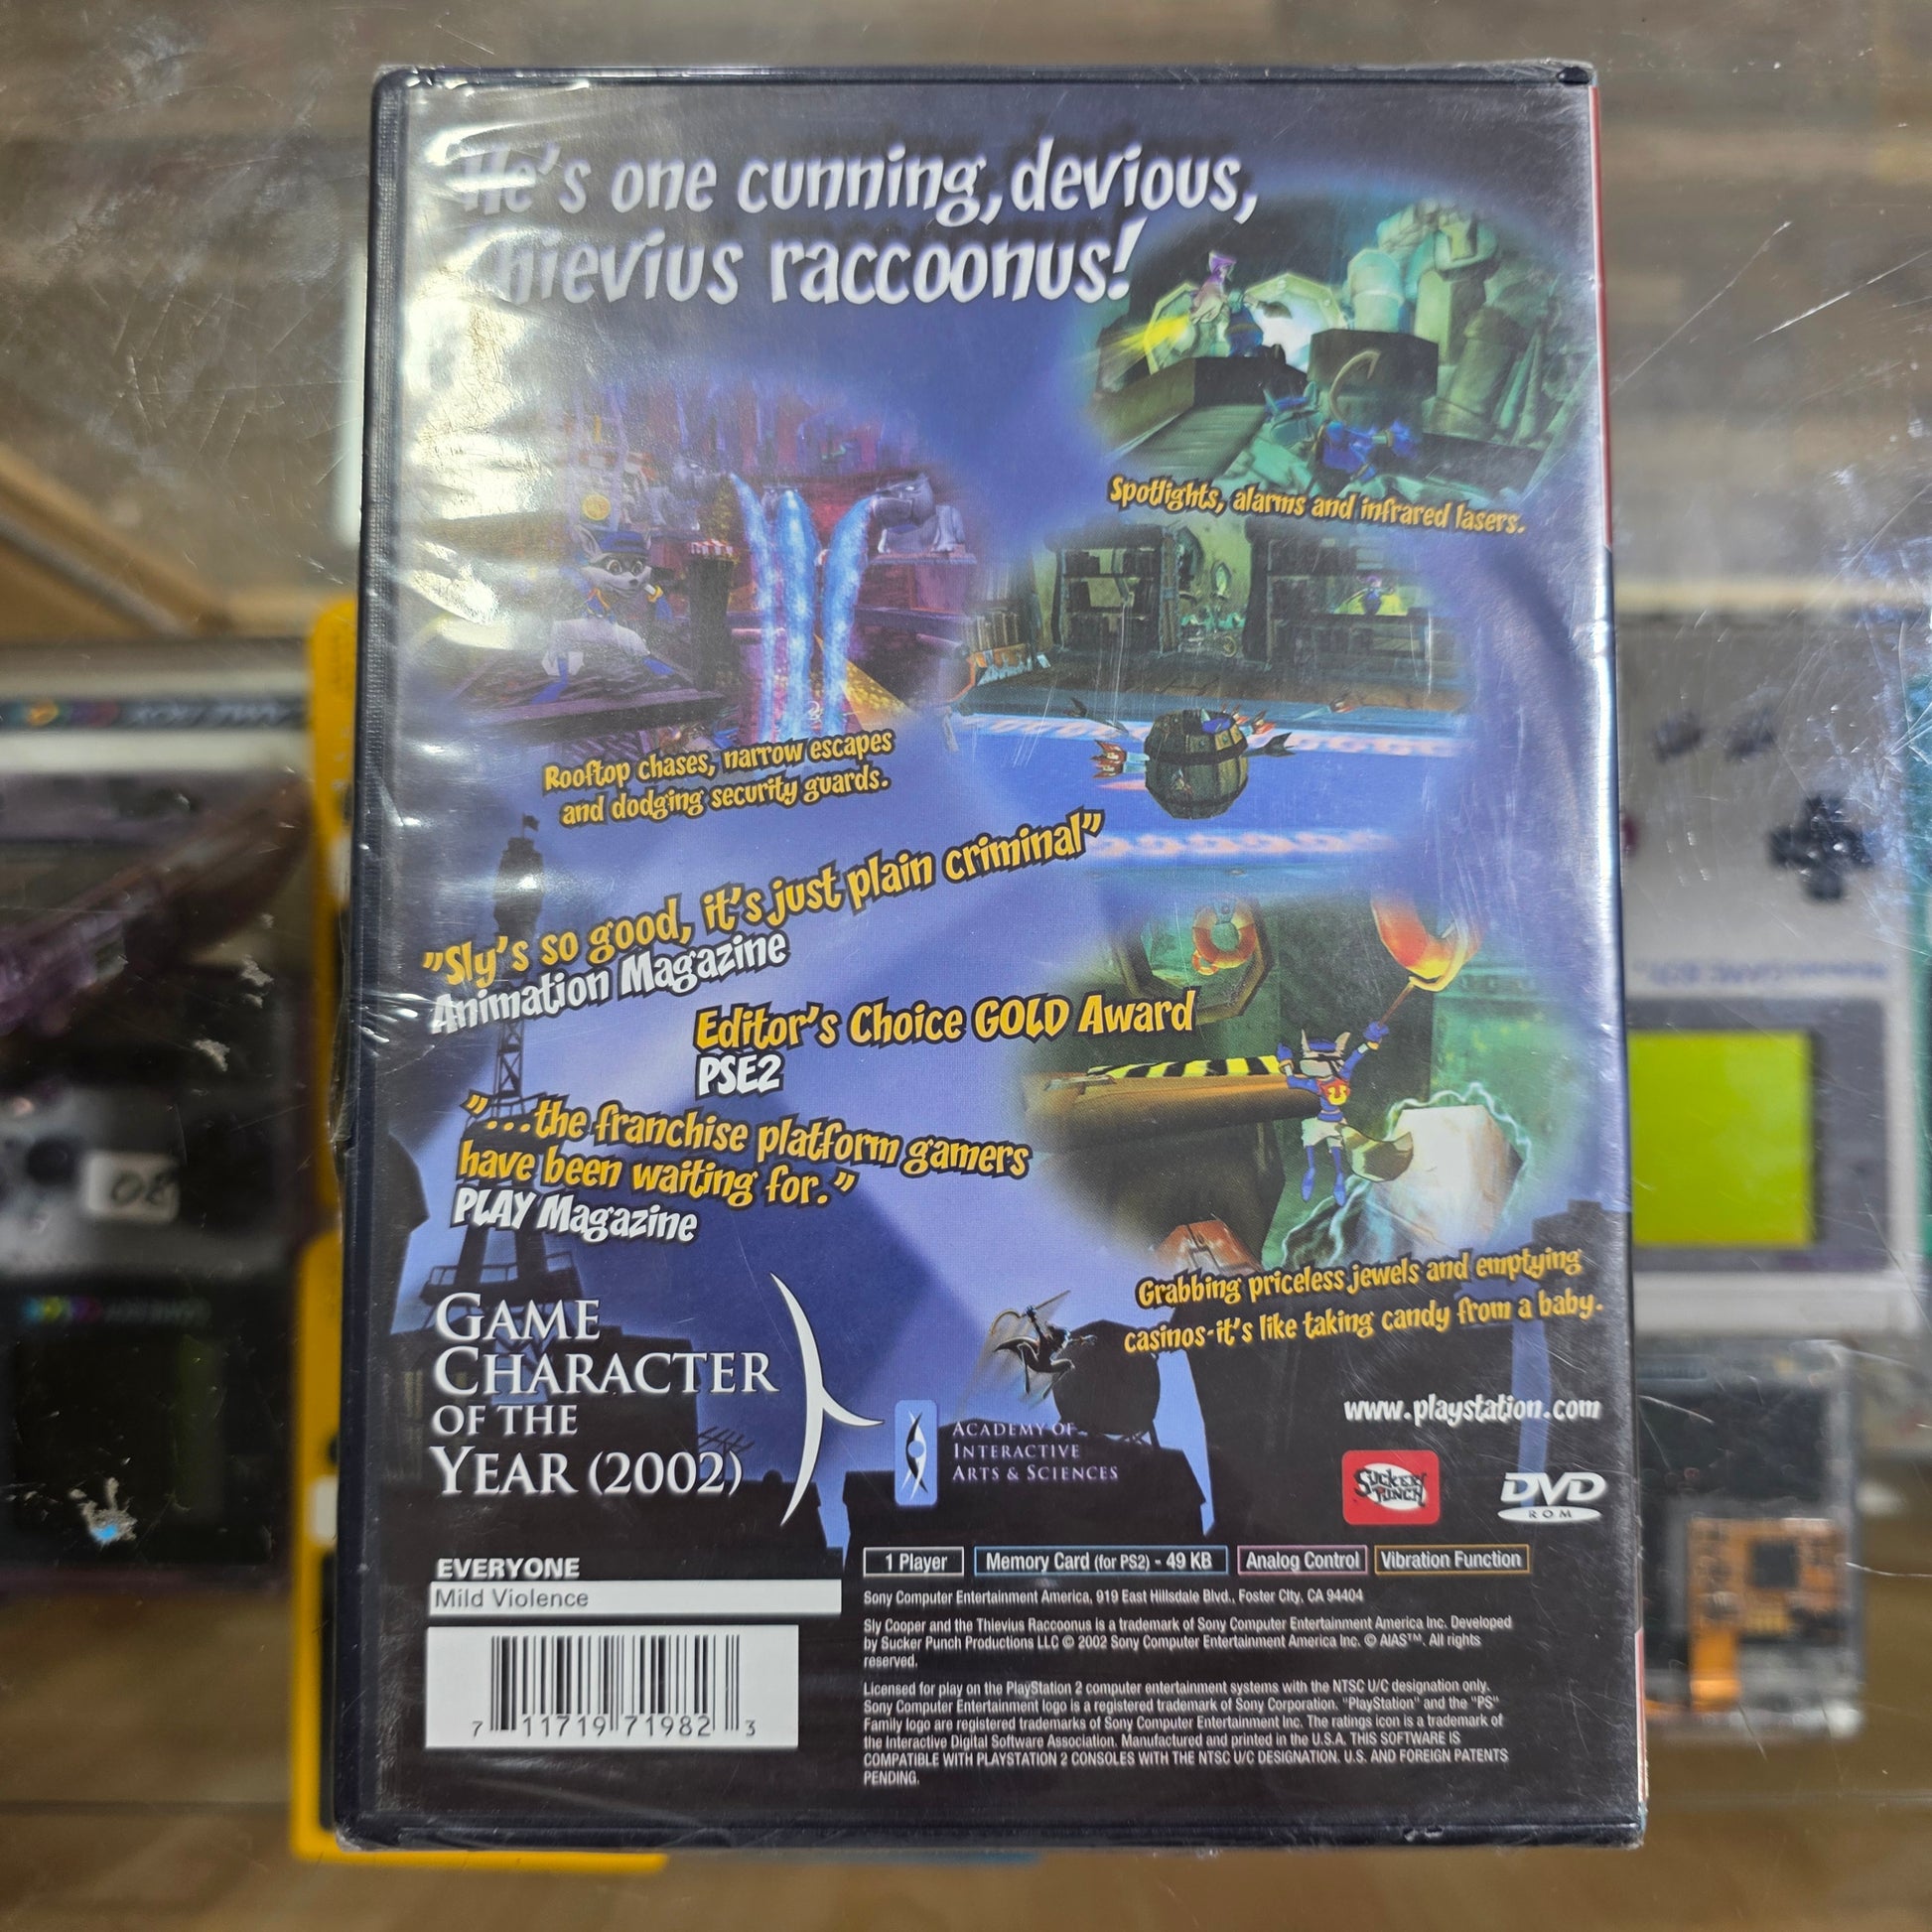 He's one cunning, devious,
thievius raccoonus!
Spotlights, alarms and infrared lasers.
Rooftop chases, narrow escapes
and dodging security guards.
"Sly's so good, it's just plain criminal"
Animation Magazine
Editor's Choice GOLD Award
PSE2
"...the franchise platform gamers
have been waiting for."
PLAY Magazine
Grabbing priceless jewels and emptying
casinos-it's like taking candy from a baby.
GAME
CHARACTER
OF THE
YEAR (2002)
ACADEMY OF
INTERACTIVE
ARTS & SCIENCES
www.playstation.com
SUCKER
PUNCH
DVD
ROM
EVERYONE
Mild Violence
1 Player
Memory Card (for PS2) - 49 KB
Analog Control
Vibration Function
Sony Computer Entertainment America, 919 East Hillsdale Blvd., Foster City, CA 94404
Sly Cooper and the Thievius Raccoonus is a trademark of Sony Computer Entertainment America Inc. Developed
by Sucker Punch Productions LLC © 2002 Sony Computer Entertainment America Inc. © AIAS™. All rights
reserved.
Licensed for play on the PlayStation 2 computer entertainment systems with the NTSC U/C designation only.
Sony Computer Entertainment logo is a registered trademark of Sony Corporation. "PlayStation" and the "PS"
Family logo are registered trademarks of Sony Computer Entertainment Inc. The ratings icon is a trademark of
the Interactive Digital Software Association. Manufactured and printed in the U.S.A. THIS SOFTWARE IS
COMPATIBLE WITH PLAYSTATION 2 CONSOLES WITH THE NTSC U/C DESIGNATION. U.S. AND FOREIGN PATENTS
PENDING.
7 11719 71982 3